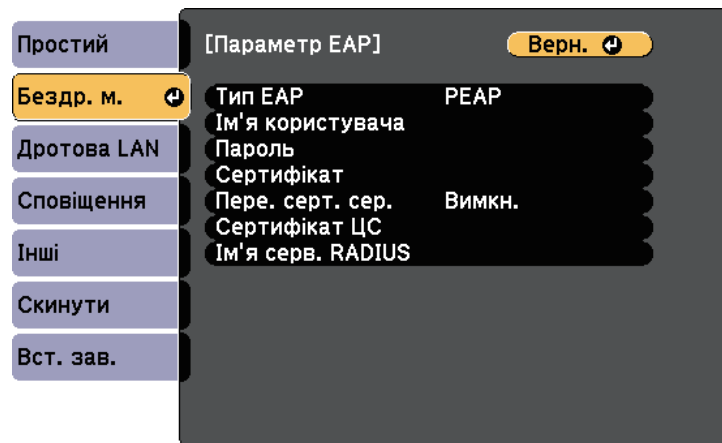 Простий
Бездр. м.
Дротова LAN
Сповіщення
Інші
Скинути
Вст. зав.
[Параметр EAP]
Верн.
Тип EAP PEAP
Ім'я користувача
Пароль
Сертифікат
Пере. серт. сер. Вимкн.
Сертифікат ЦС
Ім'я серв. RADIUS